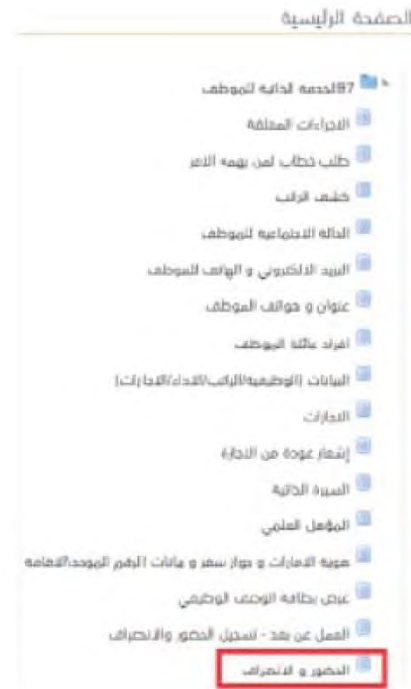 الصفحة الرئيسية
97الخدمة الذاتية للموظف
الاجراءات المعلقة
طلب خطاب لمن يهمه الامر
كشف الراتب
الحالة الاجتماعية للموظف
البريد الالكتروني و الهاتف للموظف
عنوان و هواتف الموظف
افراد عائلة الموظف
البيانات (الوظيفية/الراتب/الاداء/الاجازات)
الاجازات
إشعار عودة من الاجازة
السيرة الذاتية
المؤهل العلمي
هوية الامارات و جواز سفر و بيانات الرقم الموحد/الاقامة
عرض بطاقة الوصف الوظيفي
العمل عن بعد - تسجيل الحضور والانصراف
الحضور و الانصراف